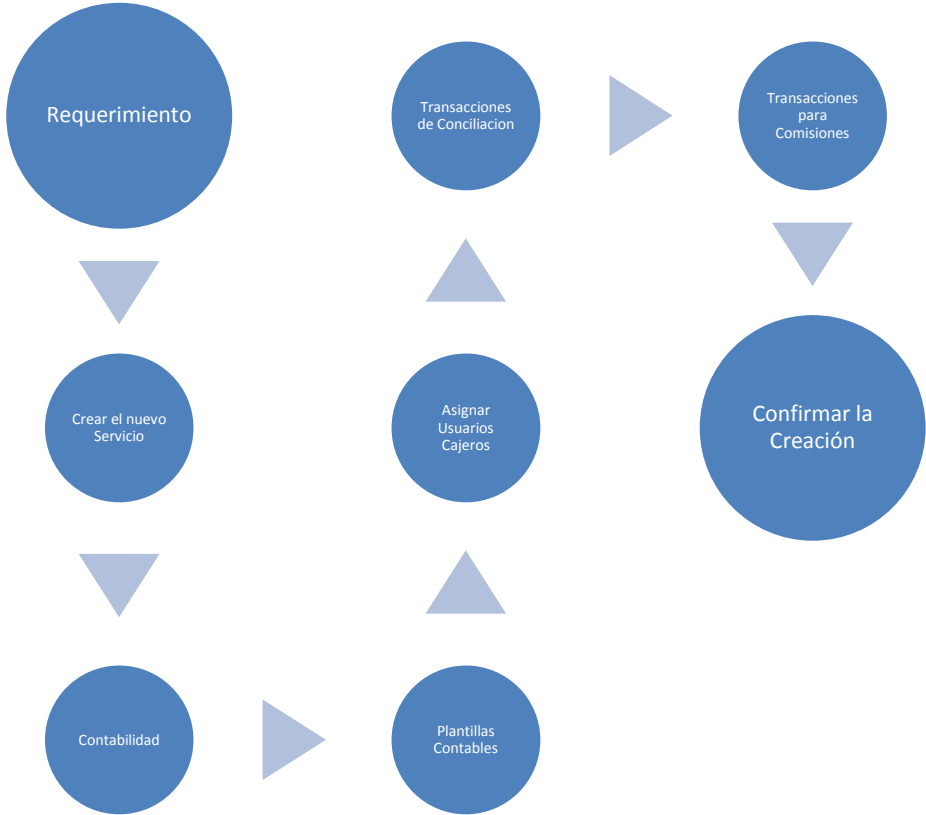 Requerimiento
Crear el nuevo
Servicio
Contabilidad
Plantillas
Contables
Asignar
Usuarios
Cajeros
Transacciones
de Conciliacion
Transacciones
para
Comisiones
Confirmar la
Creación